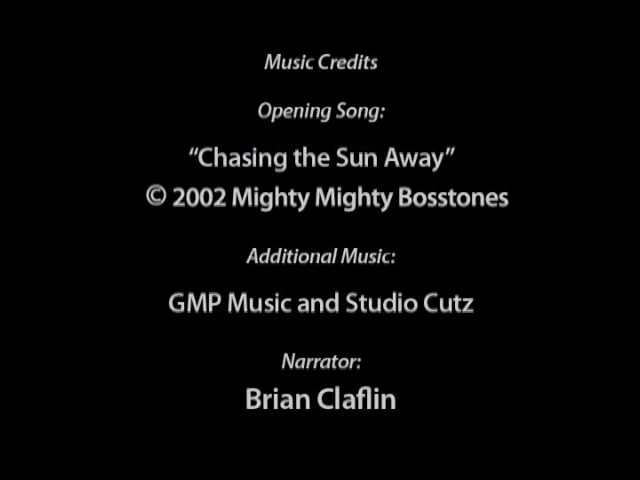 Music Credits
Opening Song:
“Chasing the Sun Away”
© 2002 Mighty Mighty Bosstones
Additional Music:
GMP Music and Studio Cutz
Narrator:
Brian Claflin